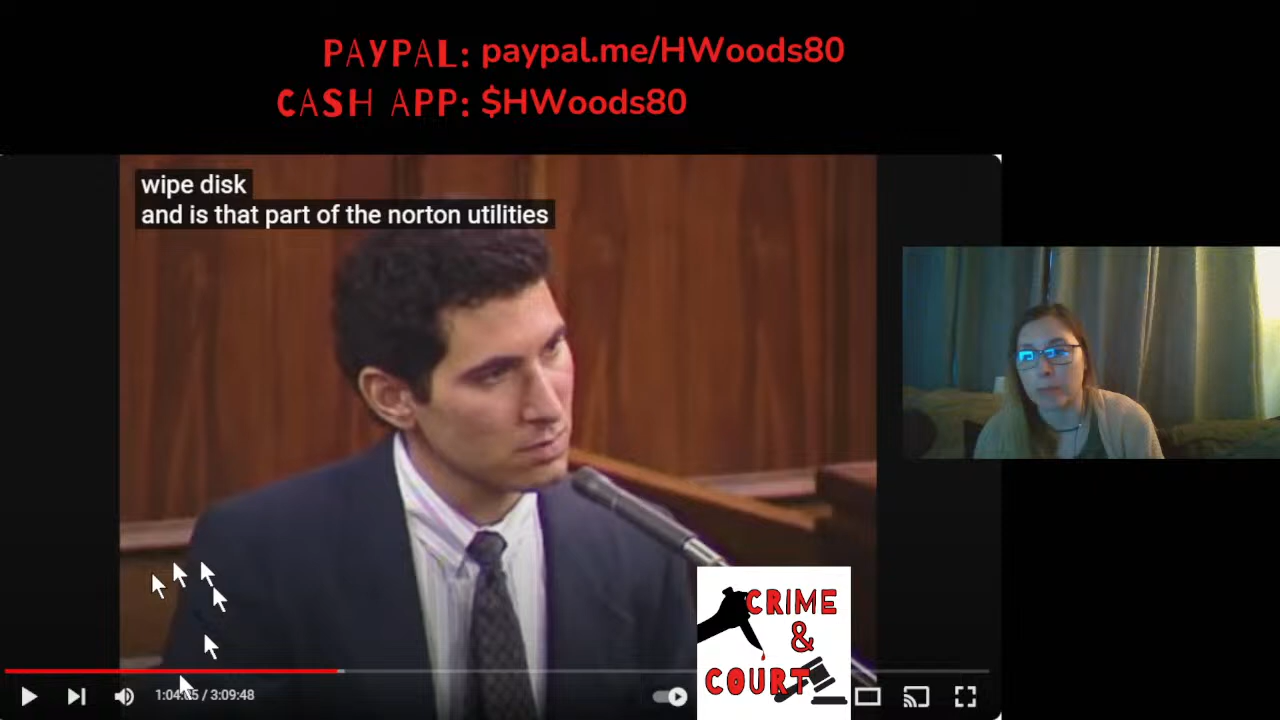 PAYPAL: paypal.me/HWoods80
CASH APP: $HWoods80
wipe disk
and is that part of the norton utilities
CRIME
&
COURT
1:04:05 / 3:09:48